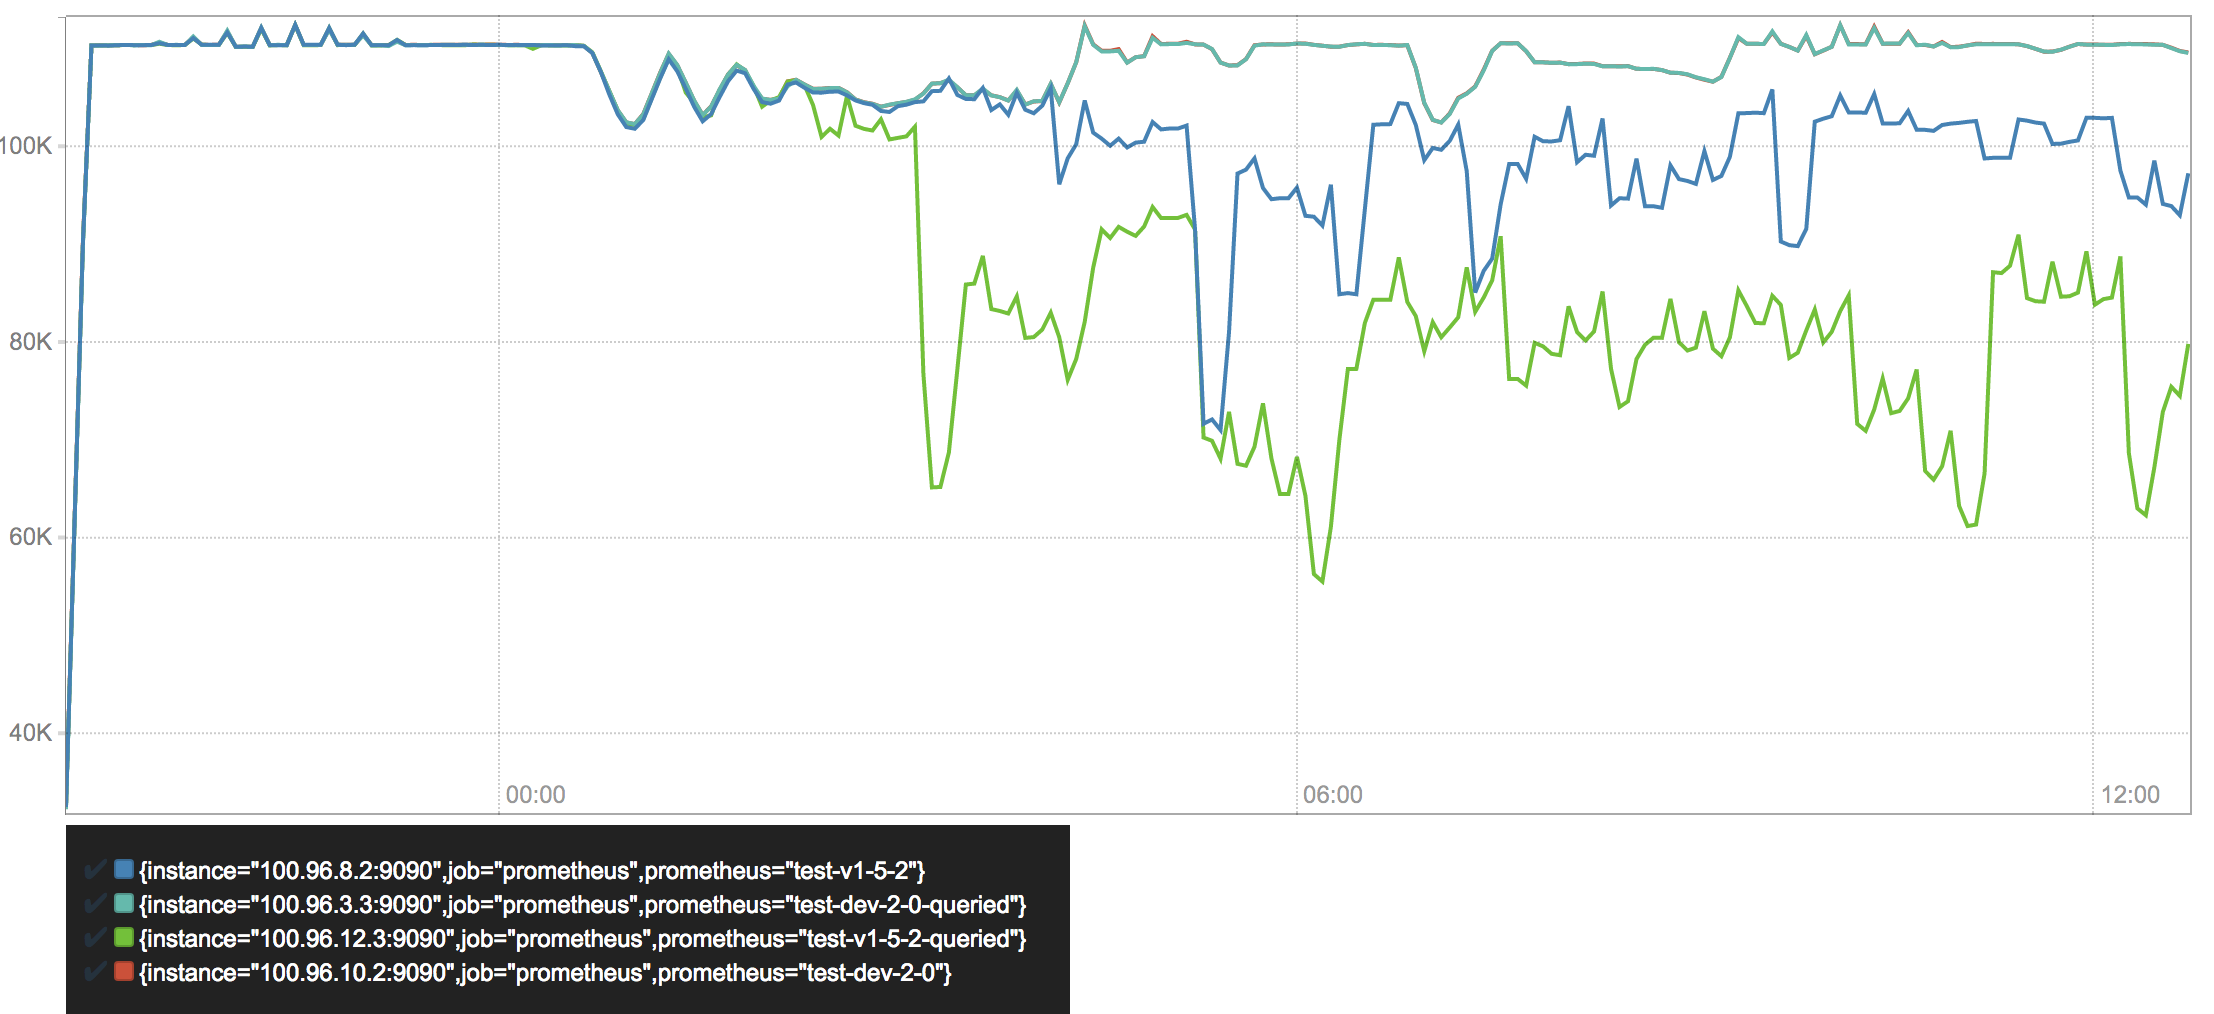 100K
80K
60K
40K
00:00 06:00 12:00
{instance="100.96.8.2:9090",job="prometheus",prometheus="test-v1-5-2"}
{instance="100.96.3.3:9090",job="prometheus",prometheus="test-dev-2-0-queried"}
{instance="100.96.12.3:9090",job="prometheus",prometheus="test-v1-5-2-queried"}
{instance="100.96.10.2:9090",job="prometheus",prometheus="test-dev-2-0"}